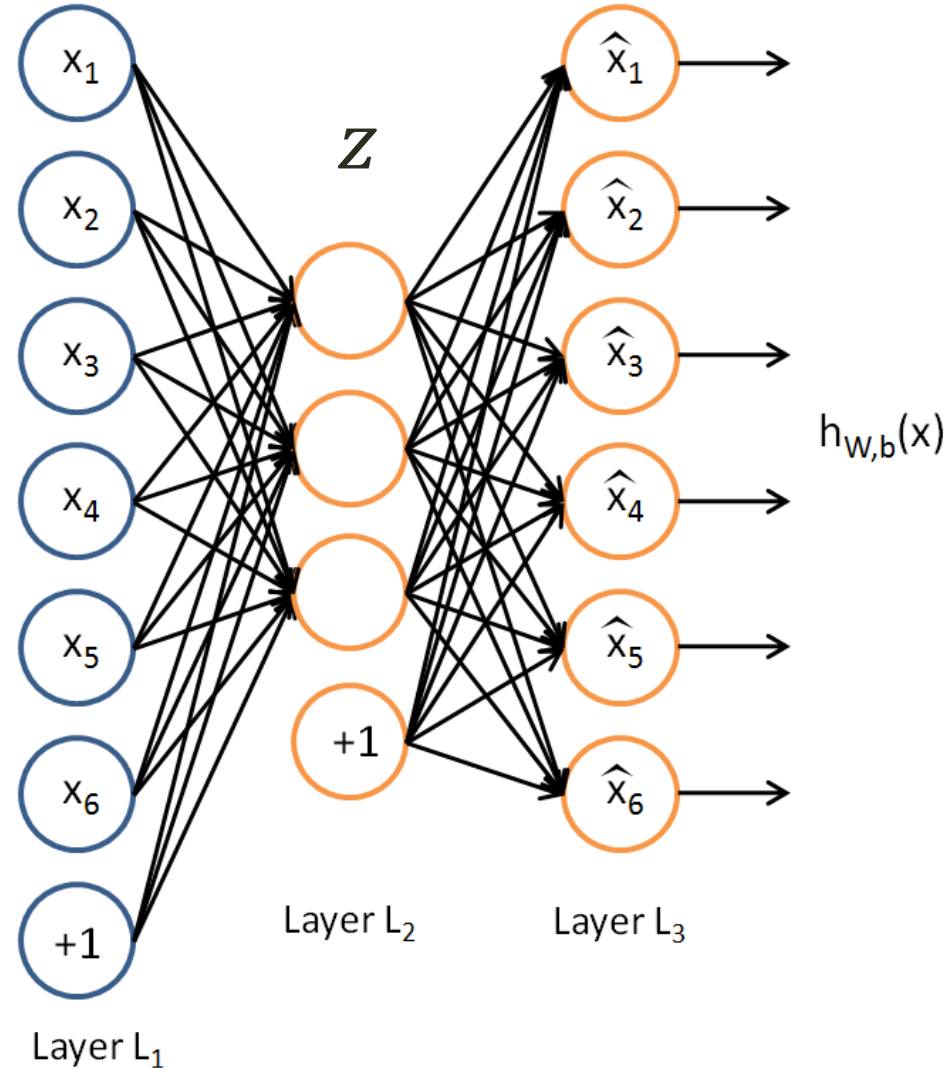 x₁
x₂
x₃
x₄
x₅
x₆
+1
Layer L₁
Z
+1
Layer L₂
x̂₁
x̂₂
x̂₃
x̂₄
x̂₅
x̂₆
Layer L₃
h_W,b(x)